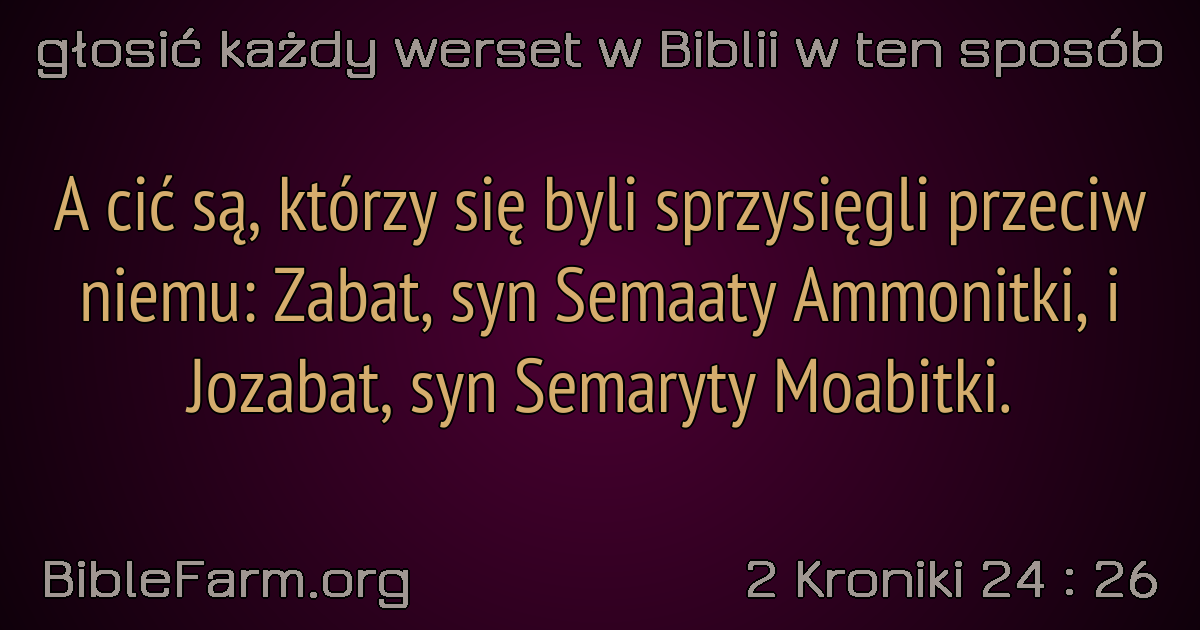 głosić każdy werset w Biblii w ten sposób
A cić są, którzy się byli sprzysięgli przeciw
niemu: Zabat, syn Semaaty Ammonitki, i
Jozabat, syn Semaryty Moabitki.
BibleFarm.org
2 Kroniki 24 : 26